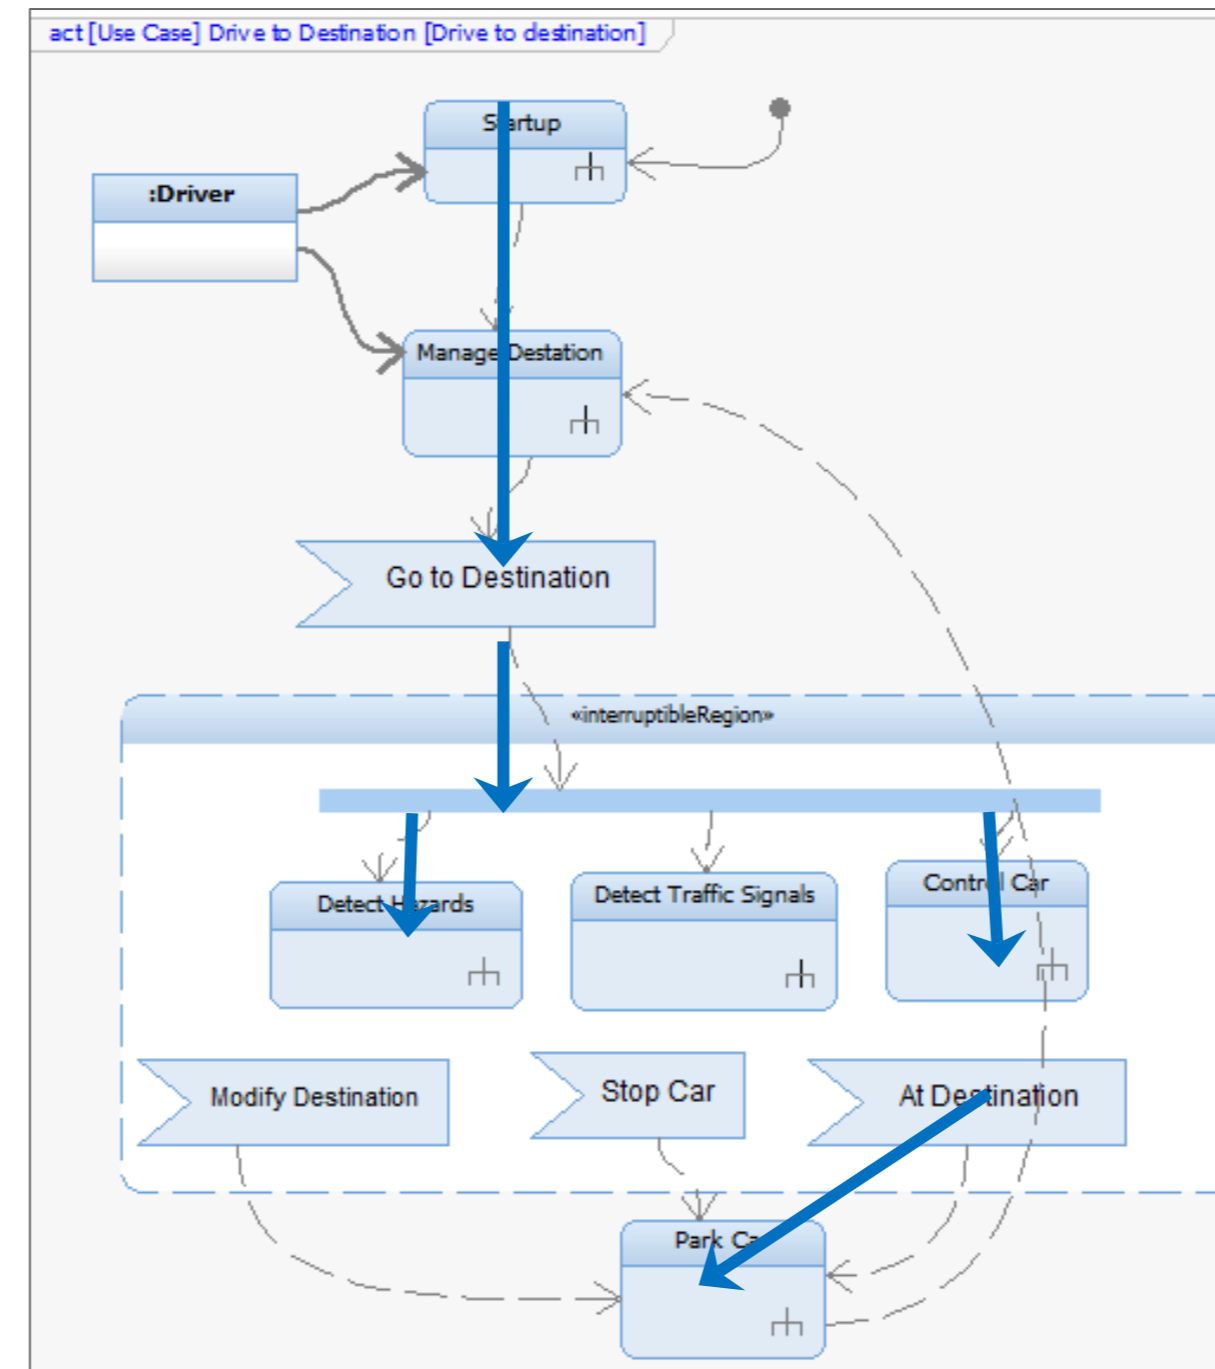 act [Use Case] Drive to Destination [Drive to destination]
Startup
:Driver
Manage Destation
Go to Destination
«interruptibleRegion»
Detect Hazards
Detect Traffic Signals
Control Car
Modify Destination
Stop Car
At Destination
Park Car